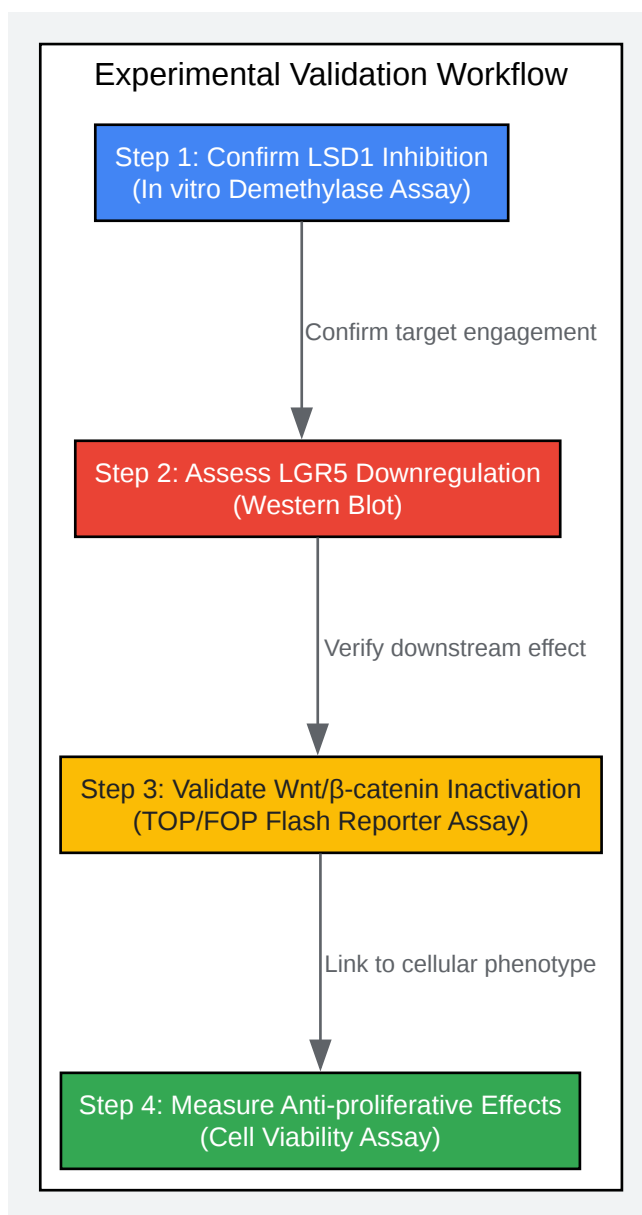 Experimental Validation Workflow
Step 1: Confirm LSD1 Inhibition
(In vitro Demethylase Assay)
Confirm target engagement
Step 2: Assess LGR5 Downregulation
(Western Blot)
Verify downstream effect
Step 3: Validate Wnt/β-catenin Inactivation
(TOP/FOP Flash Reporter Assay)
Link to cellular phenotype
Step 4: Measure Anti-proliferative Effects
(Cell Viability Assay)